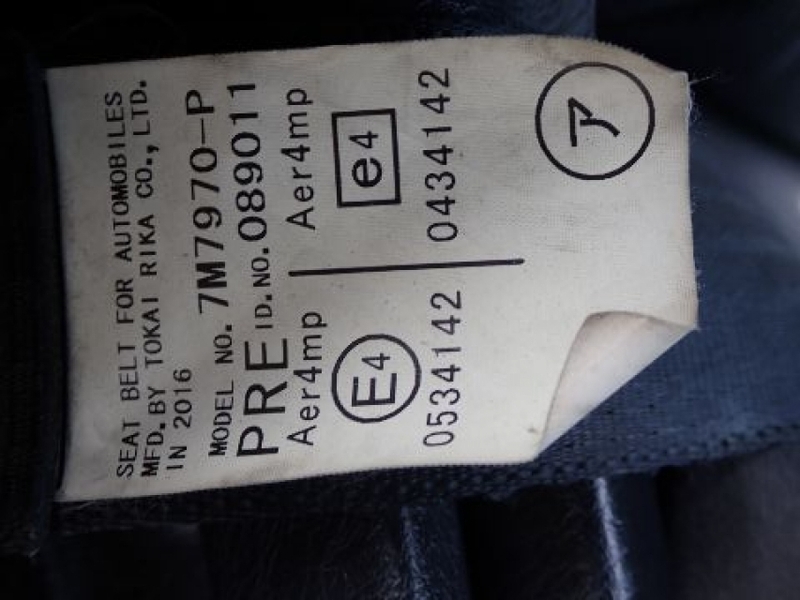 SEAT BELT FOR AUTOMOBILES
MFD. BY TOKAI RIKA CO., LTD.
IN 2016
MODEL NO. 7M7970-P
PRE ID.NO. 089011
Aer4mp Aer4mp
E4 e4
0534142 0434142
ア